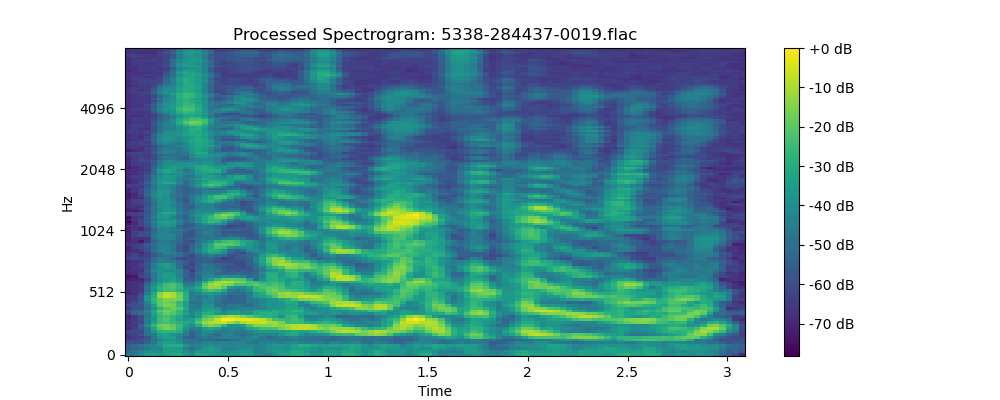 Processed Spectrogram: 5338-284437-0019.flac
Hz
4096
2048
1024
512
0
0 0.5 1 1.5 2 2.5 3
Time
+0 dB
-10 dB
-20 dB
-30 dB
-40 dB
-50 dB
-60 dB
-70 dB